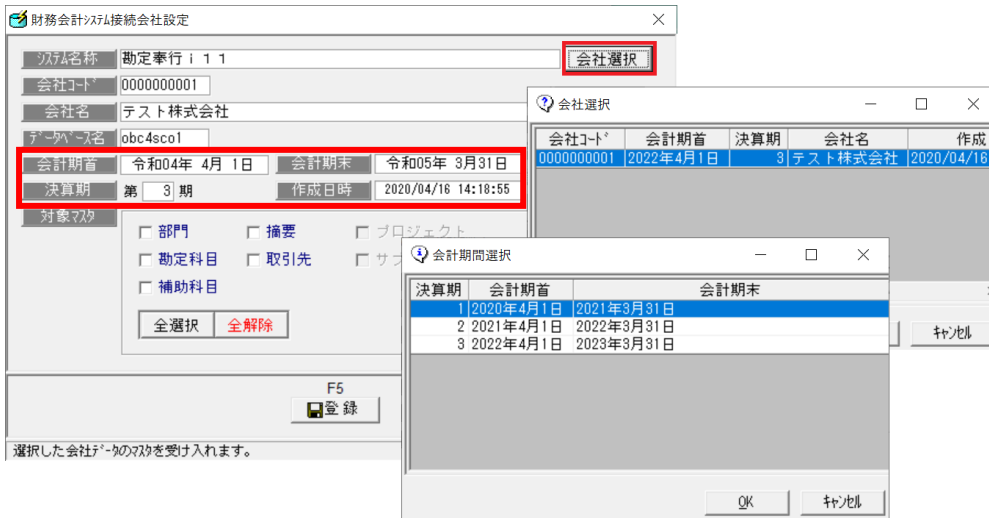 財務会計ｼｽﾃﾑ接続会社設定
ｼｽﾃﾑ名称 勘定奉行ｉ１１ 会社選択
会社ｺｰﾄﾞ 0000000001
会社名 テスト株式会社
ﾃﾞｰﾀﾍﾞｰｽ名 obc4sco1
会計期首 令和04年 4月 1日 会計期末 令和05年 3月31日
決算期 第 3 期 作成日時 2020/04/16 14:18:55
対象ﾏｽﾀ
部門 摘要 プロジェクト
勘定科目 取引先
補助科目
全選択 全解除
F5
登録
選択した会社ﾃﾞｰﾀのﾏｽﾀを受け入れます。
会社選択
会社ｺｰﾄﾞ 会計期首 決算期 会社名 作成
0000000001 2022年4月1日 3 テスト株式会社 2020/04/16
ｷｬﾝｾﾙ
会計期間選択
決算期 会計期首 会計期末
1 2020年4月1日 2021年3月31日
2 2021年4月1日 2022年3月31日
3 2022年4月1日 2023年3月31日
OK ｷｬﾝｾﾙ